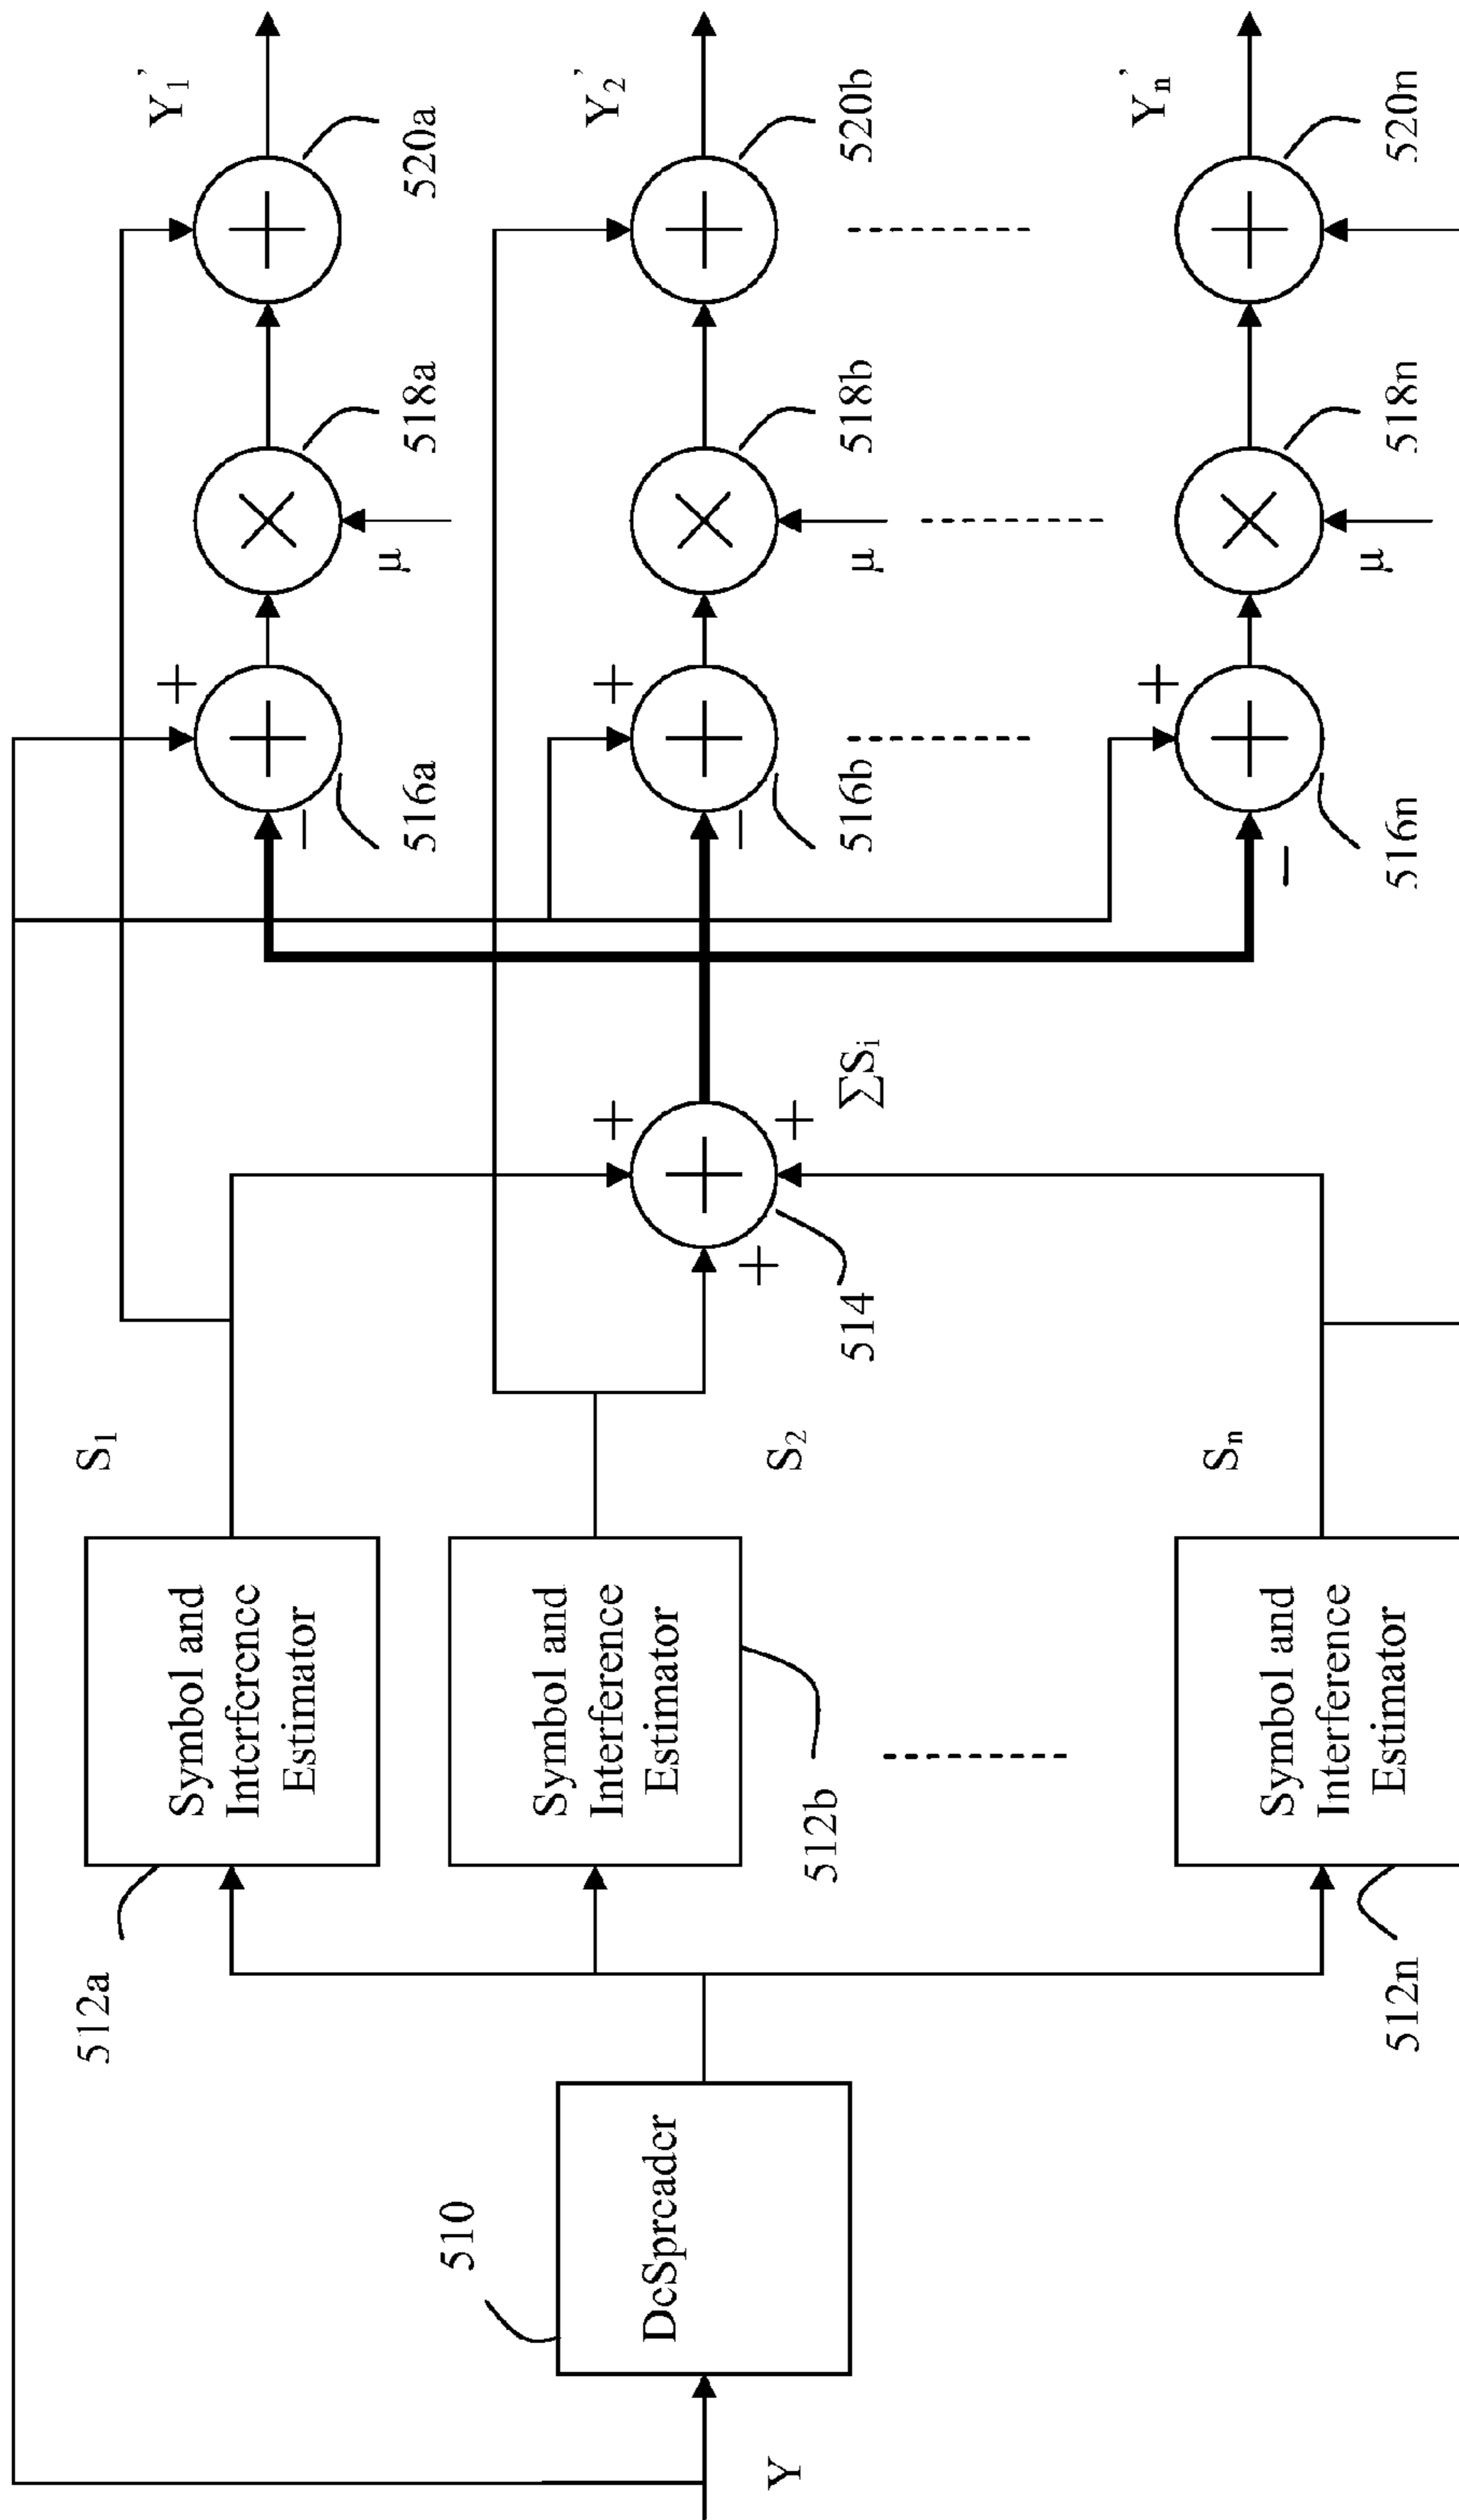 Y
510
DeSpreader
512a
Symbol and
Interference
Estimator
S1
512b
Symbol and
Interference
Estimator
S2
512n
Symbol and
Interference
Estimator
Sn
+
+
+
514
ΣSi
+
−
516a
μ
518a
520a
Y1'
+
−
516b
μ
518b
520b
Y2'
+
−
516n
μ
518n
520n
Yn'